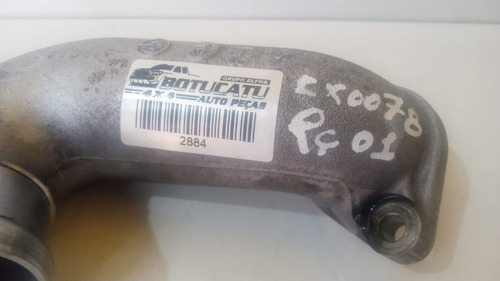 GRUPO ALPHA
BOTUCATU
4X4
AUTO PEÇAS
2884
EX0078
PÇ 01